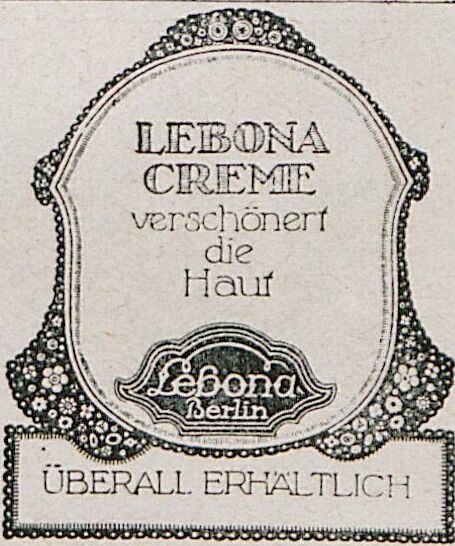 LEBONA
CREME
verschönert
die
Haut
Lebona
Berlin
ÜBERALL ERHÄLTLICH